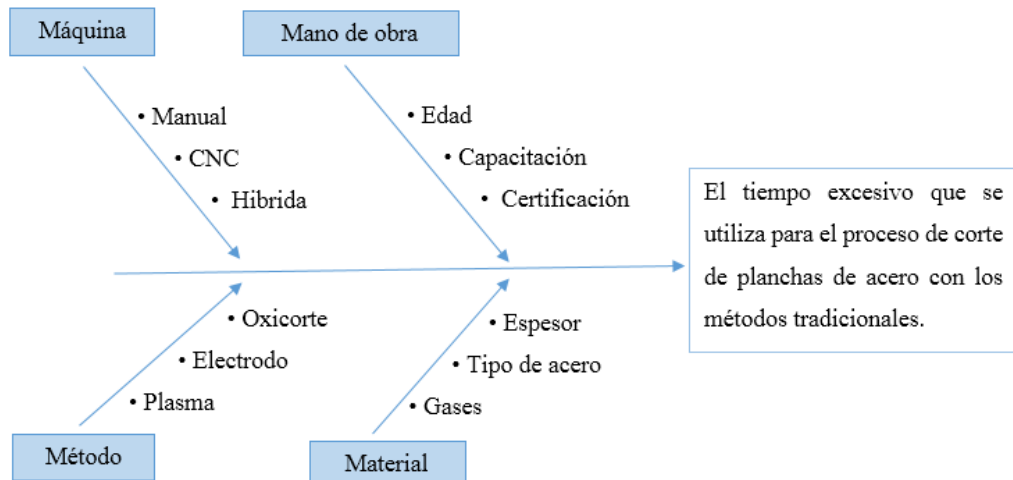 Máquina
Mano de obra
• Manual
• CNC
• Hibrida
• Edad
• Capacitación
• Certificación
El tiempo excesivo que se
utiliza para el proceso de corte
de planchas de acero con los
métodos tradicionales.
• Oxicorte
• Electrodo
• Plasma
• Espesor
• Tipo de acero
• Gases
Método
Material